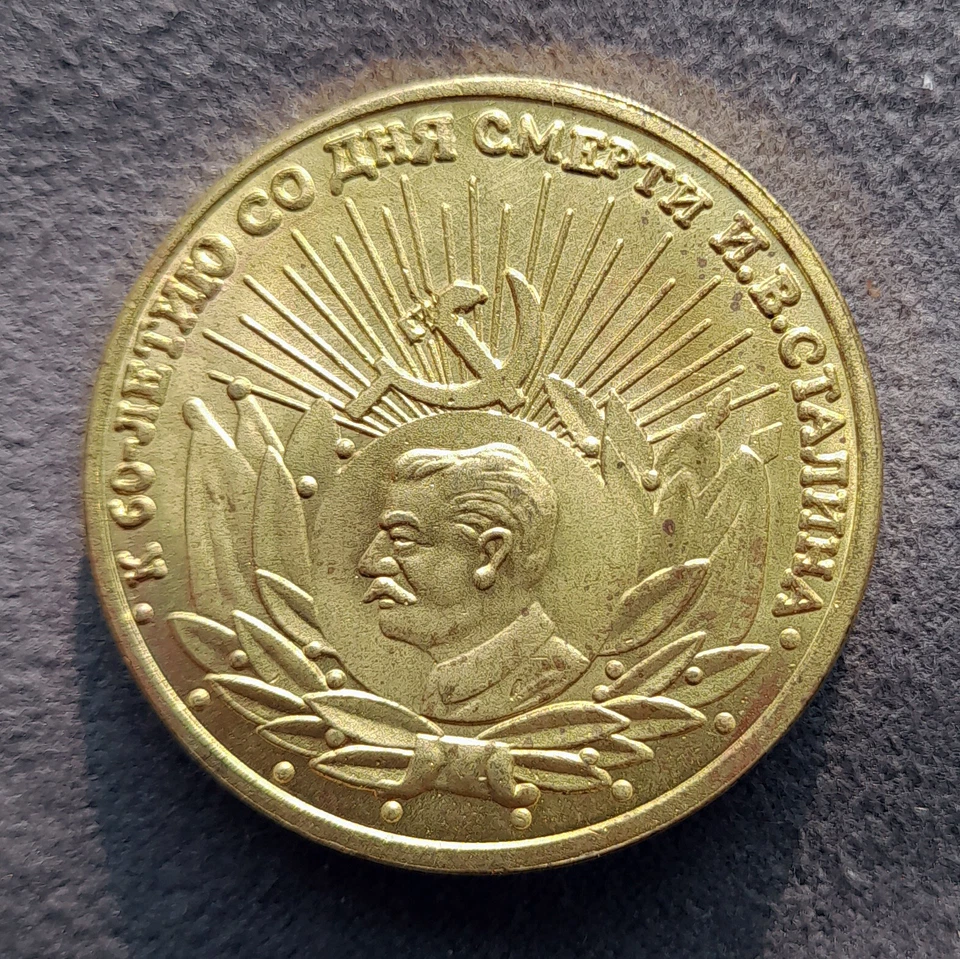 • К 60-ЛЕТИЮ СО ДНЯ СМЕРТИ И.В.СТАЛИНА •